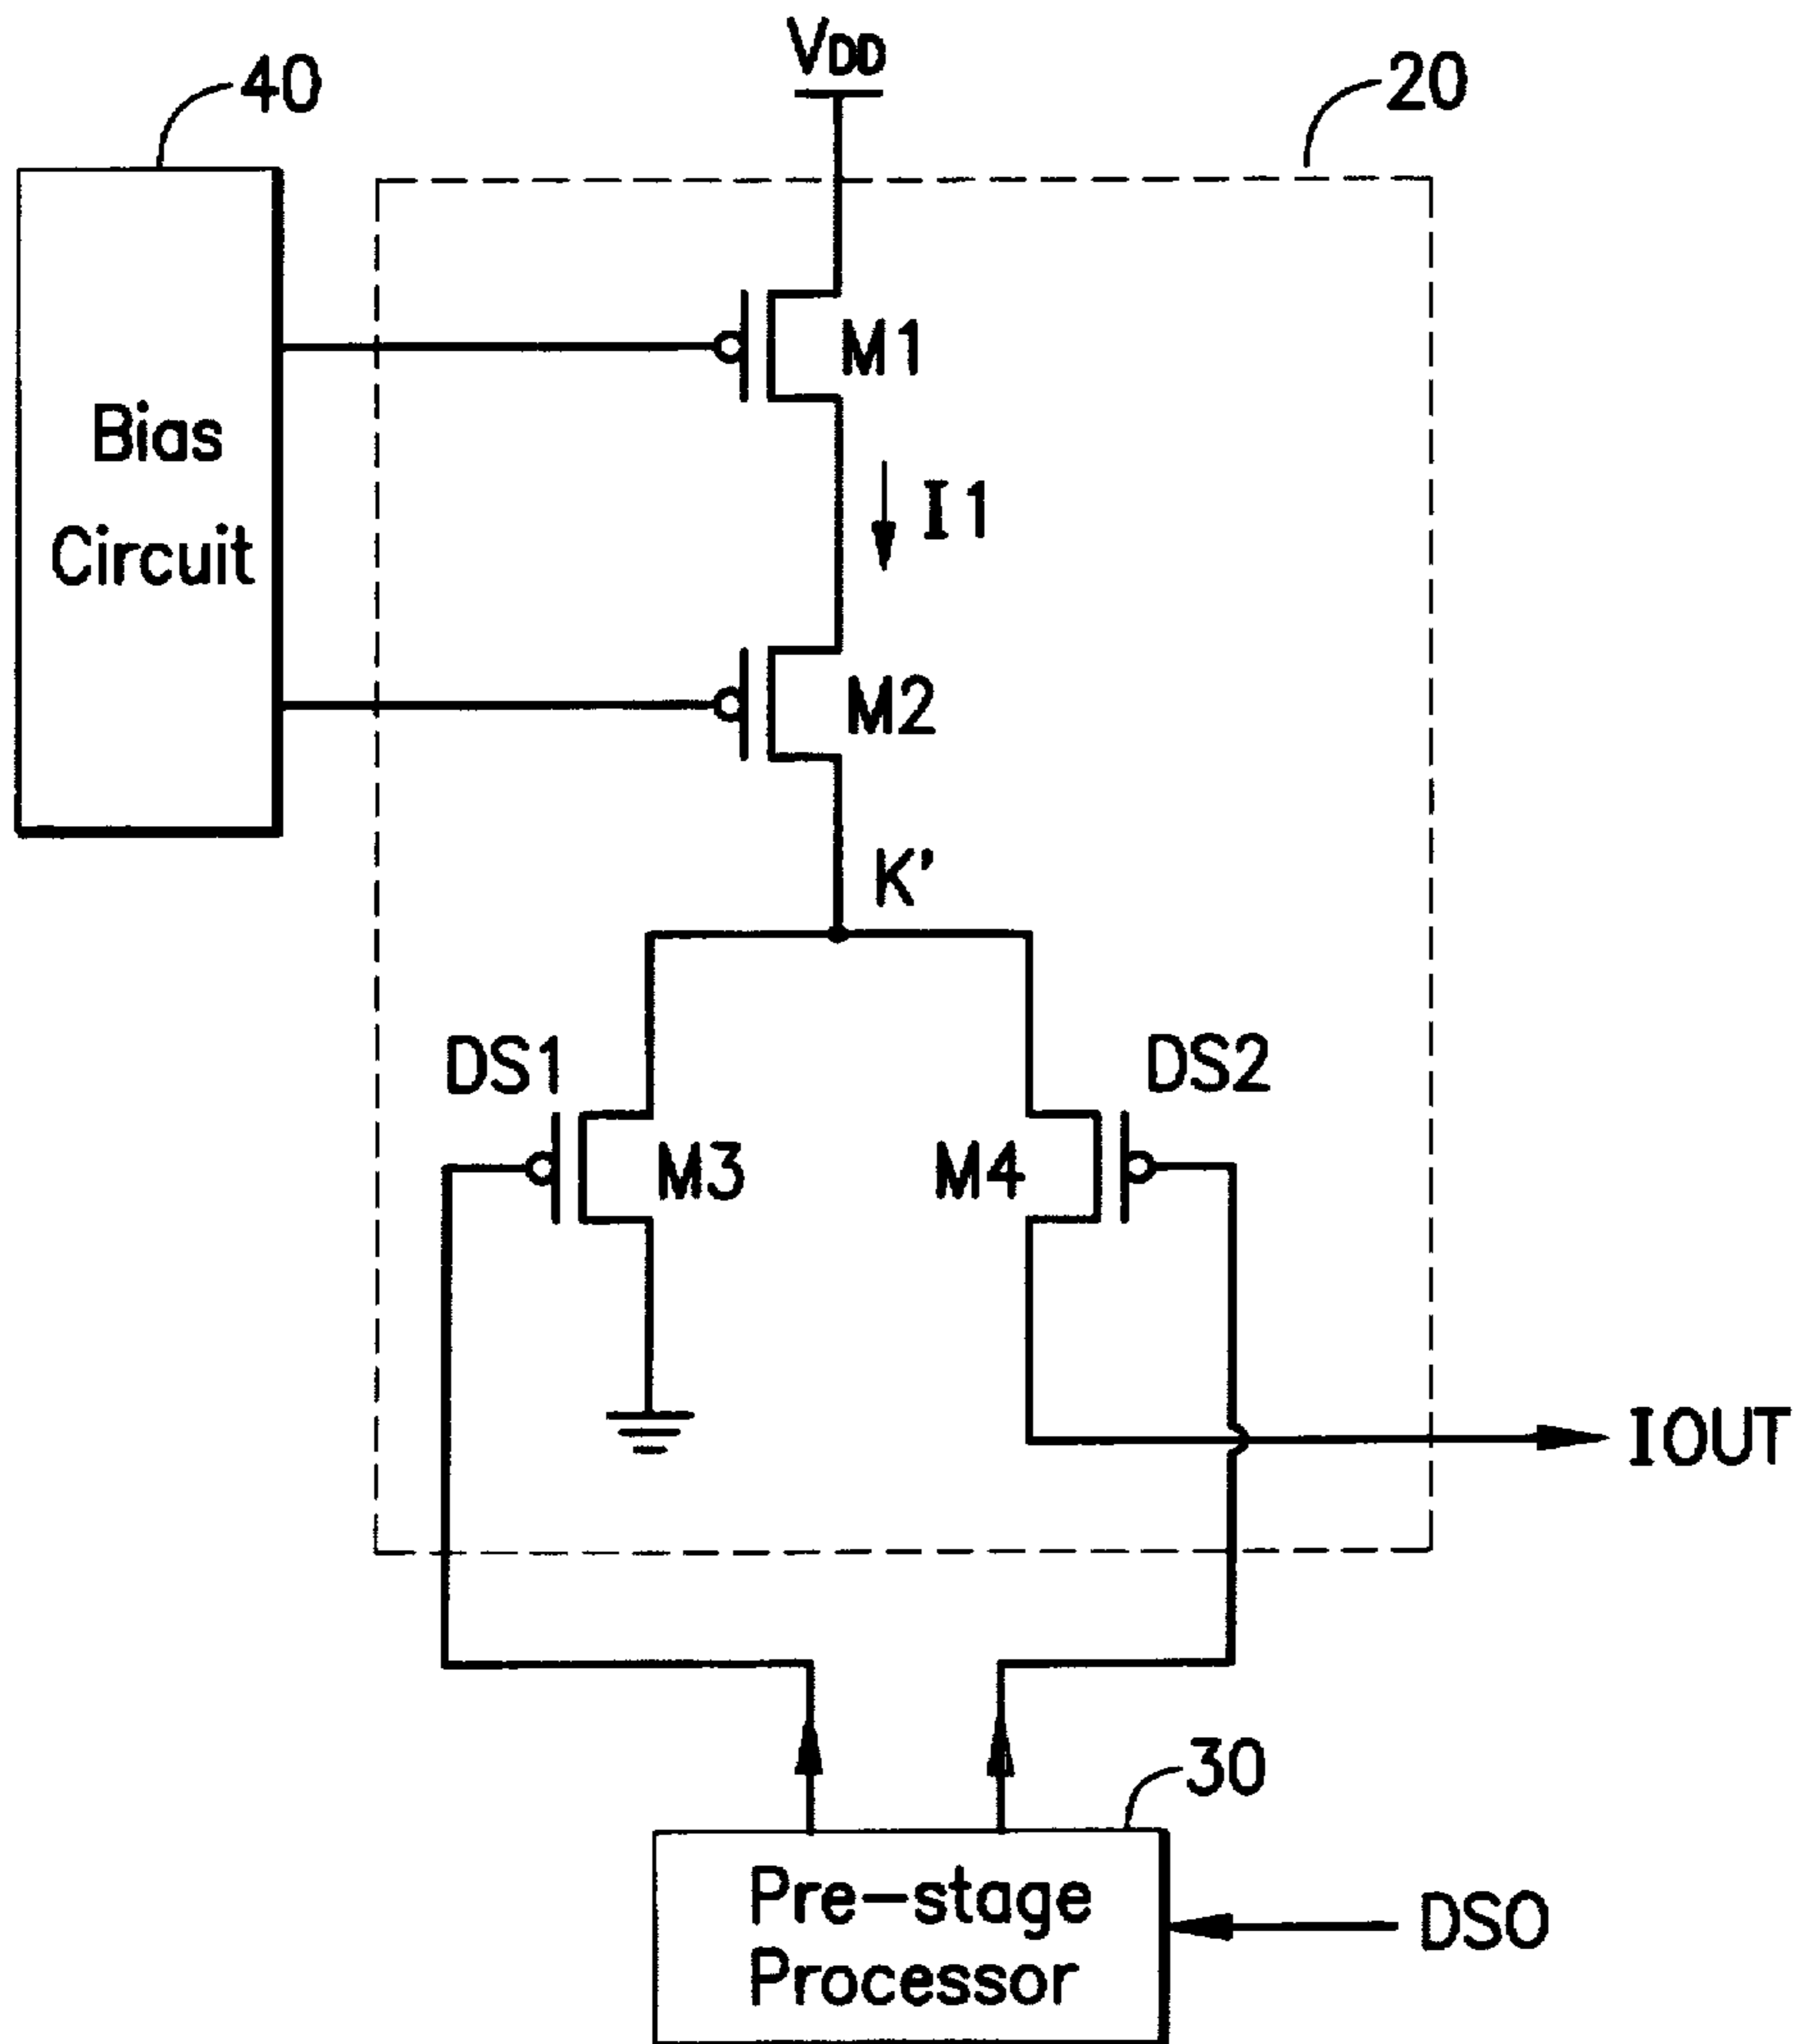 VDD
40
20
M1
Bias
Circuit
I1
M2
K'
DS1
DS2
M3
M4
IOUT
30
Pre-stage
Processor
DSO